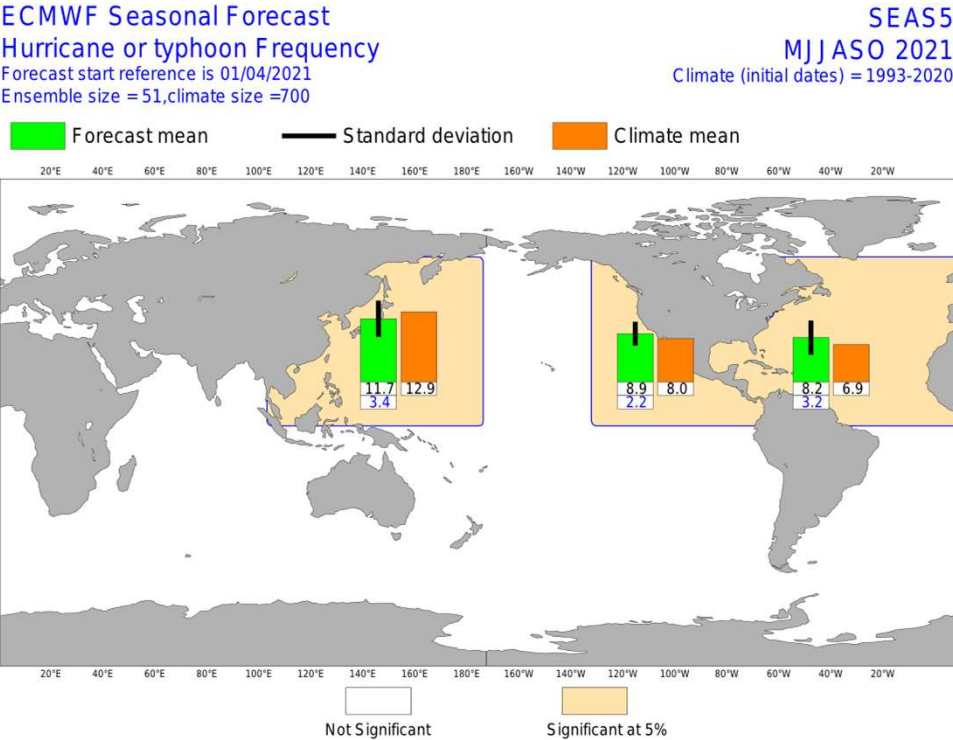 ECMWF Seasonal Forecast
SEAS5
Hurricane or typhoon Frequency
MJJASO 2021
Forecast start reference is 01/04/2021
Climate (initial dates) = 1993-2020
Ensemble size = 51,climate size =700
Forecast mean
Standard deviation
Climate mean
20°E 40°E 60°E 80°E 100°E 120°E 140°E 160°E 180°E 160°W 140°W 120°W 100°W 80°W 60°W 40°W 20°W
11.7 12.9
3.4
8.9 8.0
2.2
8.2 6.9
3.2
20°E 40°E 60°E 80°E 100°E 120°E 140°E 160°E 180°E 160°W 140°W 120°W 100°W 80°W 60°W 40°W 20°W
Not Significant
Significant at 5%